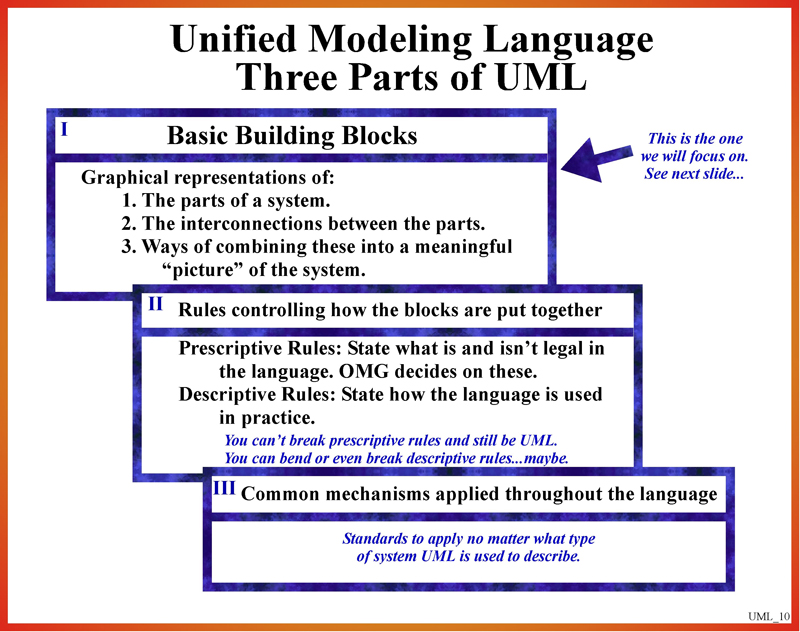 Unified Modeling Language
Three Parts of UML
I
Basic Building Blocks
This is the one
we will focus on.
See next slide...
Graphical representations of:
1. The parts of a system.
2. The interconnections between the parts.
3. Ways of combining these into a meaningful
“picture” of the system.
II
Rules controlling how the blocks are put together
Prescriptive Rules: State what is and isn’t legal in
the language. OMG decides on these.
Descriptive Rules: State how the language is used
in practice.
You can’t break prescriptive rules and still be UML.
You can bend or even break descriptive rules...maybe.
III
Common mechanisms applied throughout the language
Standards to apply no matter what type
of system UML is used to describe.
UML_10